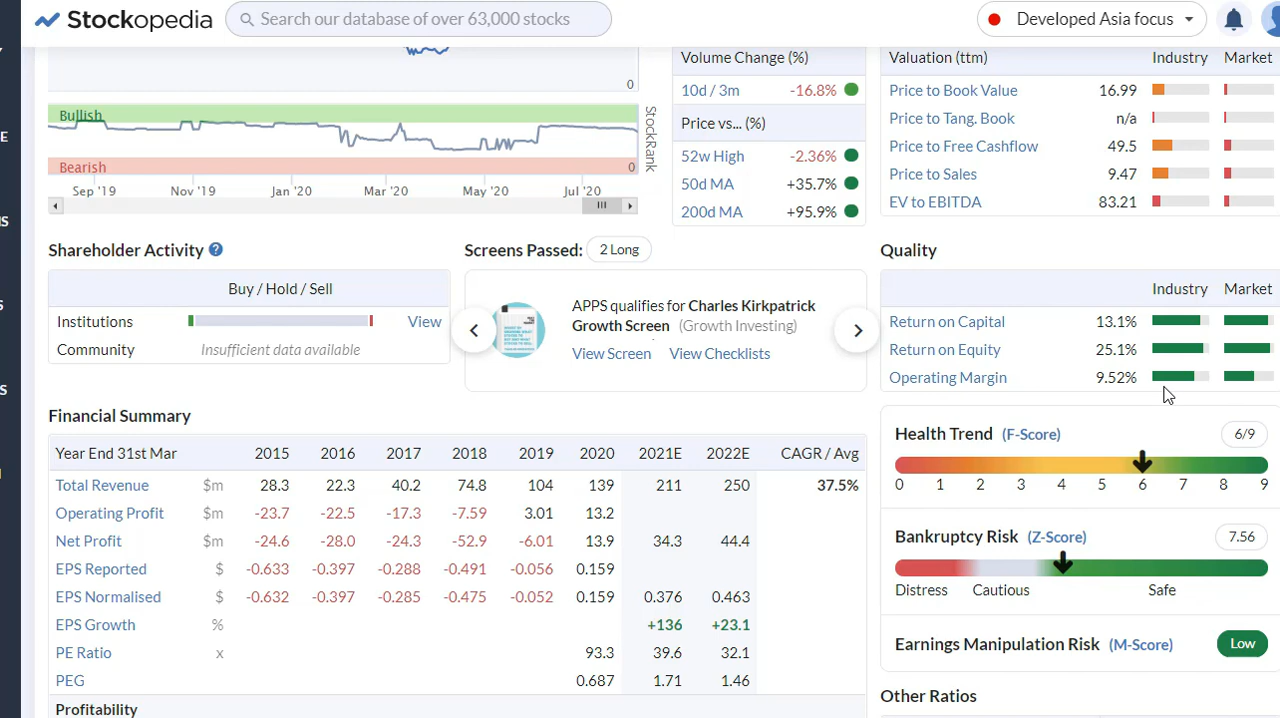 Stockopedia
Search our database of over 63,000 stocks
Developed Asia focus
0
Bullish
Bearish
0
StockRank
Sep '19 Nov '19 Jan '20 Mar '20 May '20 Jul '20
Volume Change (%)
10d / 3m -16.8%
Price vs... (%)
52w High -2.36%
50d MA +35.7%
200d MA +95.9%
Valuation (ttm) Industry Market
Price to Book Value 16.99
Price to Tang. Book n/a
Price to Free Cashflow 49.5
Price to Sales 9.47
EV to EBITDA 83.21
Shareholder Activity ?
Buy / Hold / Sell
Institutions View
Community Insufficient data available
Screens Passed: 2 Long
APPS qualifies for Charles Kirkpatrick
Growth Screen (Growth Investing)
View Screen View Checklists
Quality
Industry Market
Return on Capital 13.1%
Return on Equity 25.1%
Operating Margin 9.52%
Financial Summary
Year End 31st Mar 2015 2016 2017 2018 2019 2020 2021E 2022E CAGR / Avg
Total Revenue $m 28.3 22.3 40.2 74.8 104 139 211 250 37.5%
Operating Profit $m -23.7 -22.5 -17.3 -7.59 3.01 13.2
Net Profit $m -24.6 -28.0 -24.3 -52.9 -6.01 13.9 34.3 44.4
EPS Reported $ -0.633 -0.397 -0.288 -0.491 -0.056 0.159
EPS Normalised $ -0.632 -0.397 -0.285 -0.475 -0.052 0.159 0.376 0.463
EPS Growth % +136 +23.1
PE Ratio x 93.3 39.6 32.1
PEG 0.687 1.71 1.46
Profitability
Health Trend (F-Score) 6/9
0 1 2 3 4 5 6 7 8 9
Bankruptcy Risk (Z-Score) 7.56
Distress Cautious Safe
Earnings Manipulation Risk (M-Score) Low
Other Ratios